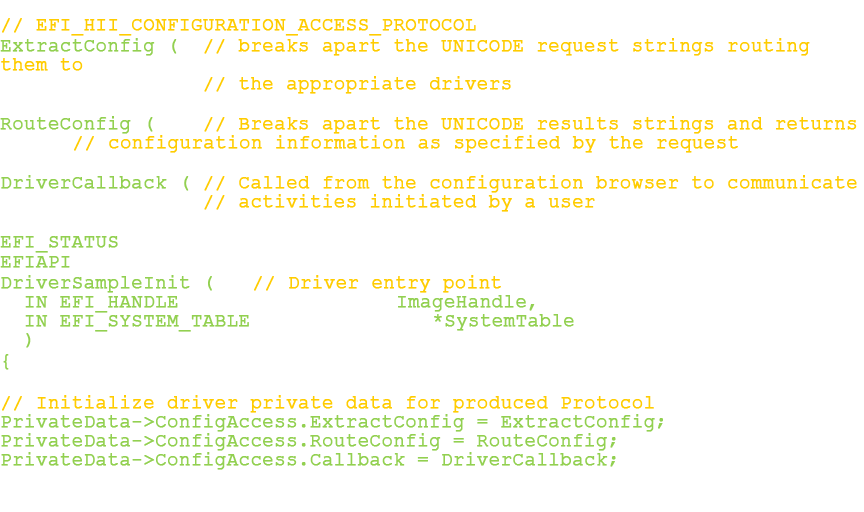 // EFI_HII_CONFIGURATION_ACCESS_PROTOCOL
ExtractConfig (  // breaks apart the UNICODE request strings routing
them to
                 // the appropriate drivers
RouteConfig (    // Breaks apart the UNICODE results strings and returns
      // configuration information as specified by the request
DriverCallback ( // Called from the configuration browser to communicate
                 // activities initiated by a user
EFI_STATUS
EFIAPI
DriverSampleInit (   // Driver entry point
  IN EFI_HANDLE                  ImageHandle,
  IN EFI_SYSTEM_TABLE               *SystemTable
  )
{
// Initialize driver private data for produced Protocol
PrivateData->ConfigAccess.ExtractConfig = ExtractConfig;
PrivateData->ConfigAccess.RouteConfig = RouteConfig;
PrivateData->ConfigAccess.Callback = DriverCallback;